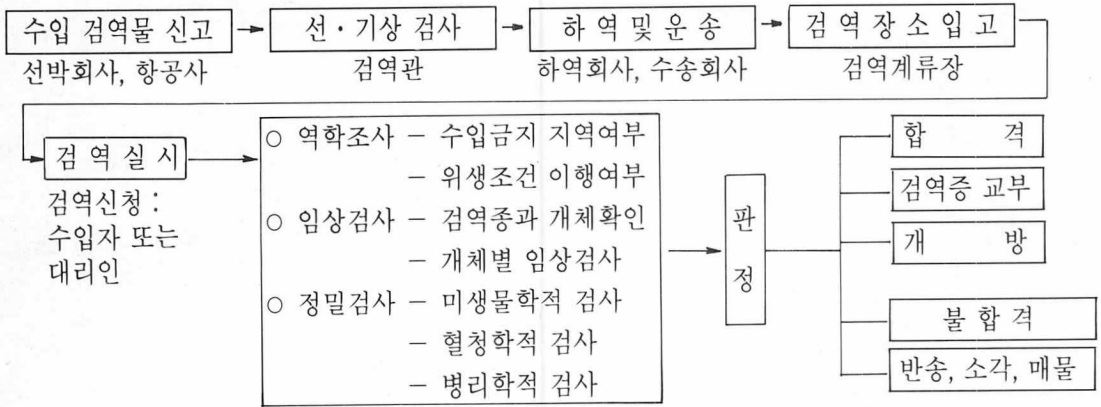 수입 검역물 신고 선·기상 검사 하 역 및 운 송 검 역 장 소 입 고
선박회사, 항공사 검역관 하역회사, 수송회사 검역계류장
검 역 실 시
검역신청 :
수입자 또는
대리인
○ 역학조사 – 수입금지 지역여부
– 위생조건 이행여부
○ 임상검사 – 검역종과 개체확인
– 개체별 임상검사
○ 정밀검사 – 미생물학적 검사
– 혈청학적 검사
– 병리학적 검사
판
정
합 격
검역증 교부
개 방
불 합 격
반송, 소각, 매물